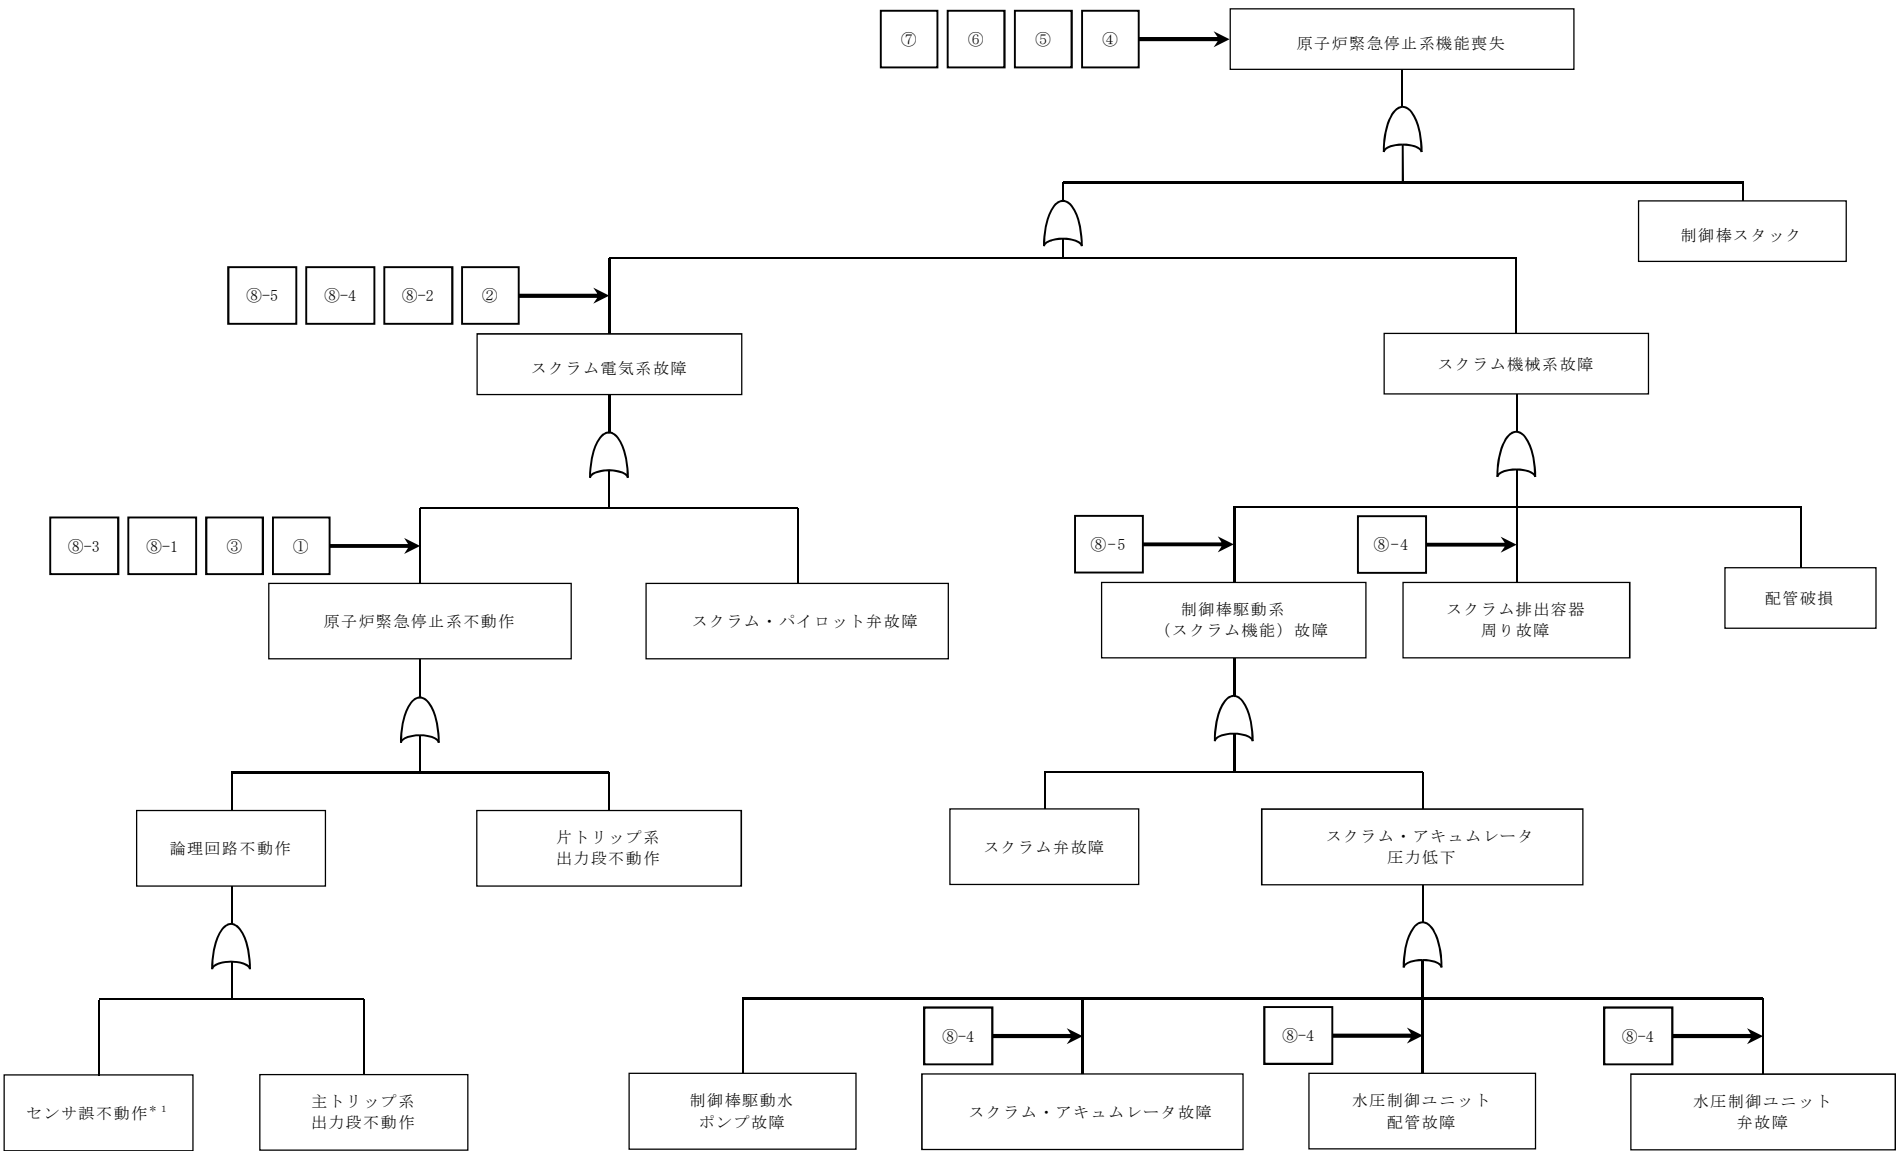 ⑦ ⑥ ⑤ ④
原子炉緊急停止系機能喪失
制御棒スタック
⑧-5 ⑧-4 ⑧-2 ②
スクラム電気系故障
スクラム機械系故障
⑧-3 ⑧-1 ③ ①
⑧-5
⑧-4
原子炉緊急停止系不動作
スクラム・パイロット弁故障
制御棒駆動系
（スクラム機能）故障
スクラム排出容器
周り故障
配管破損
論理回路不動作
片トリップ系
出力段不動作
スクラム弁故障
スクラム・アキュムレータ
圧力低下
⑧-4
⑧-4
⑧-4
センサ誤不動作＊１
主トリップ系
出力段不動作
制御棒駆動水
ポンプ故障
スクラム・アキュムレータ故障
水圧制御ユニット
配管故障
水圧制御ユニット
弁故障